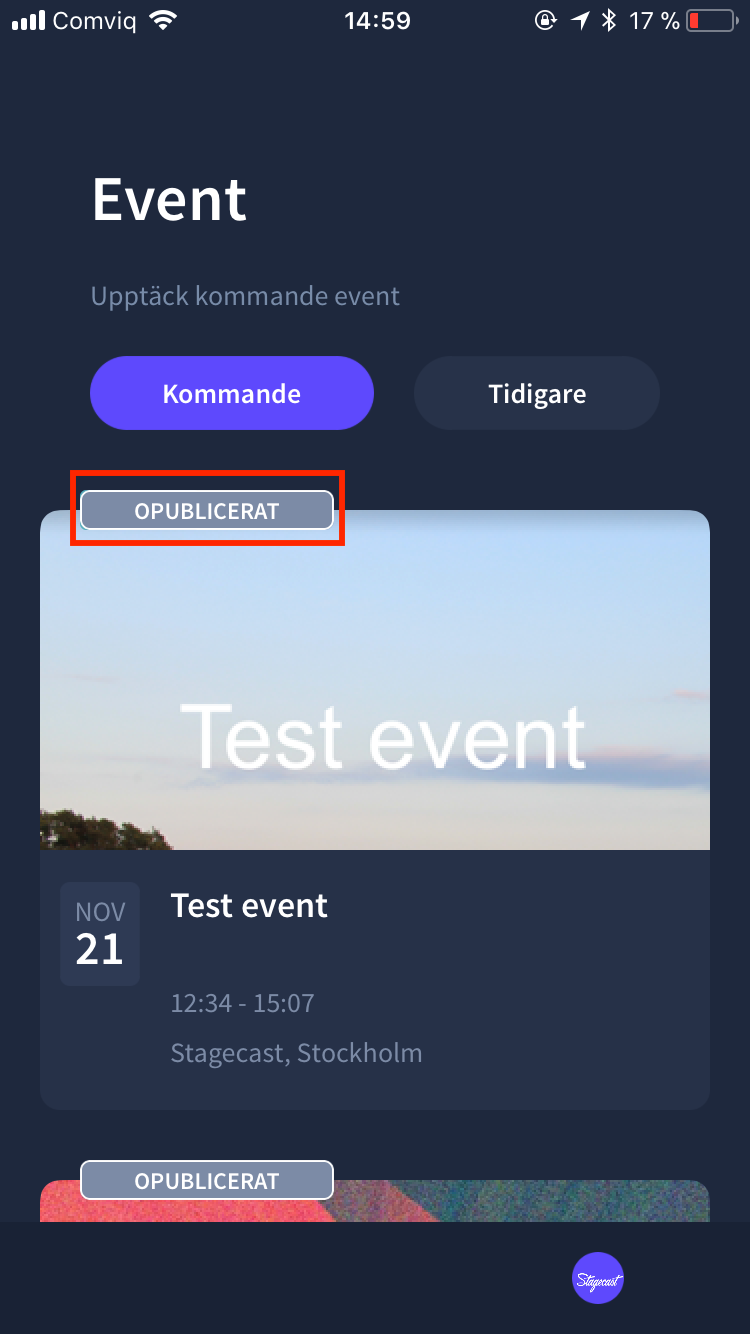 Comviq 14:59 17 %
Event
Upptäck kommande event
Kommande Tidigare
OPUBLICERAT
Test event
NOV
21
Test event
12:34 - 15:07
Stagecast, Stockholm
OPUBLICERAT
Stagecast